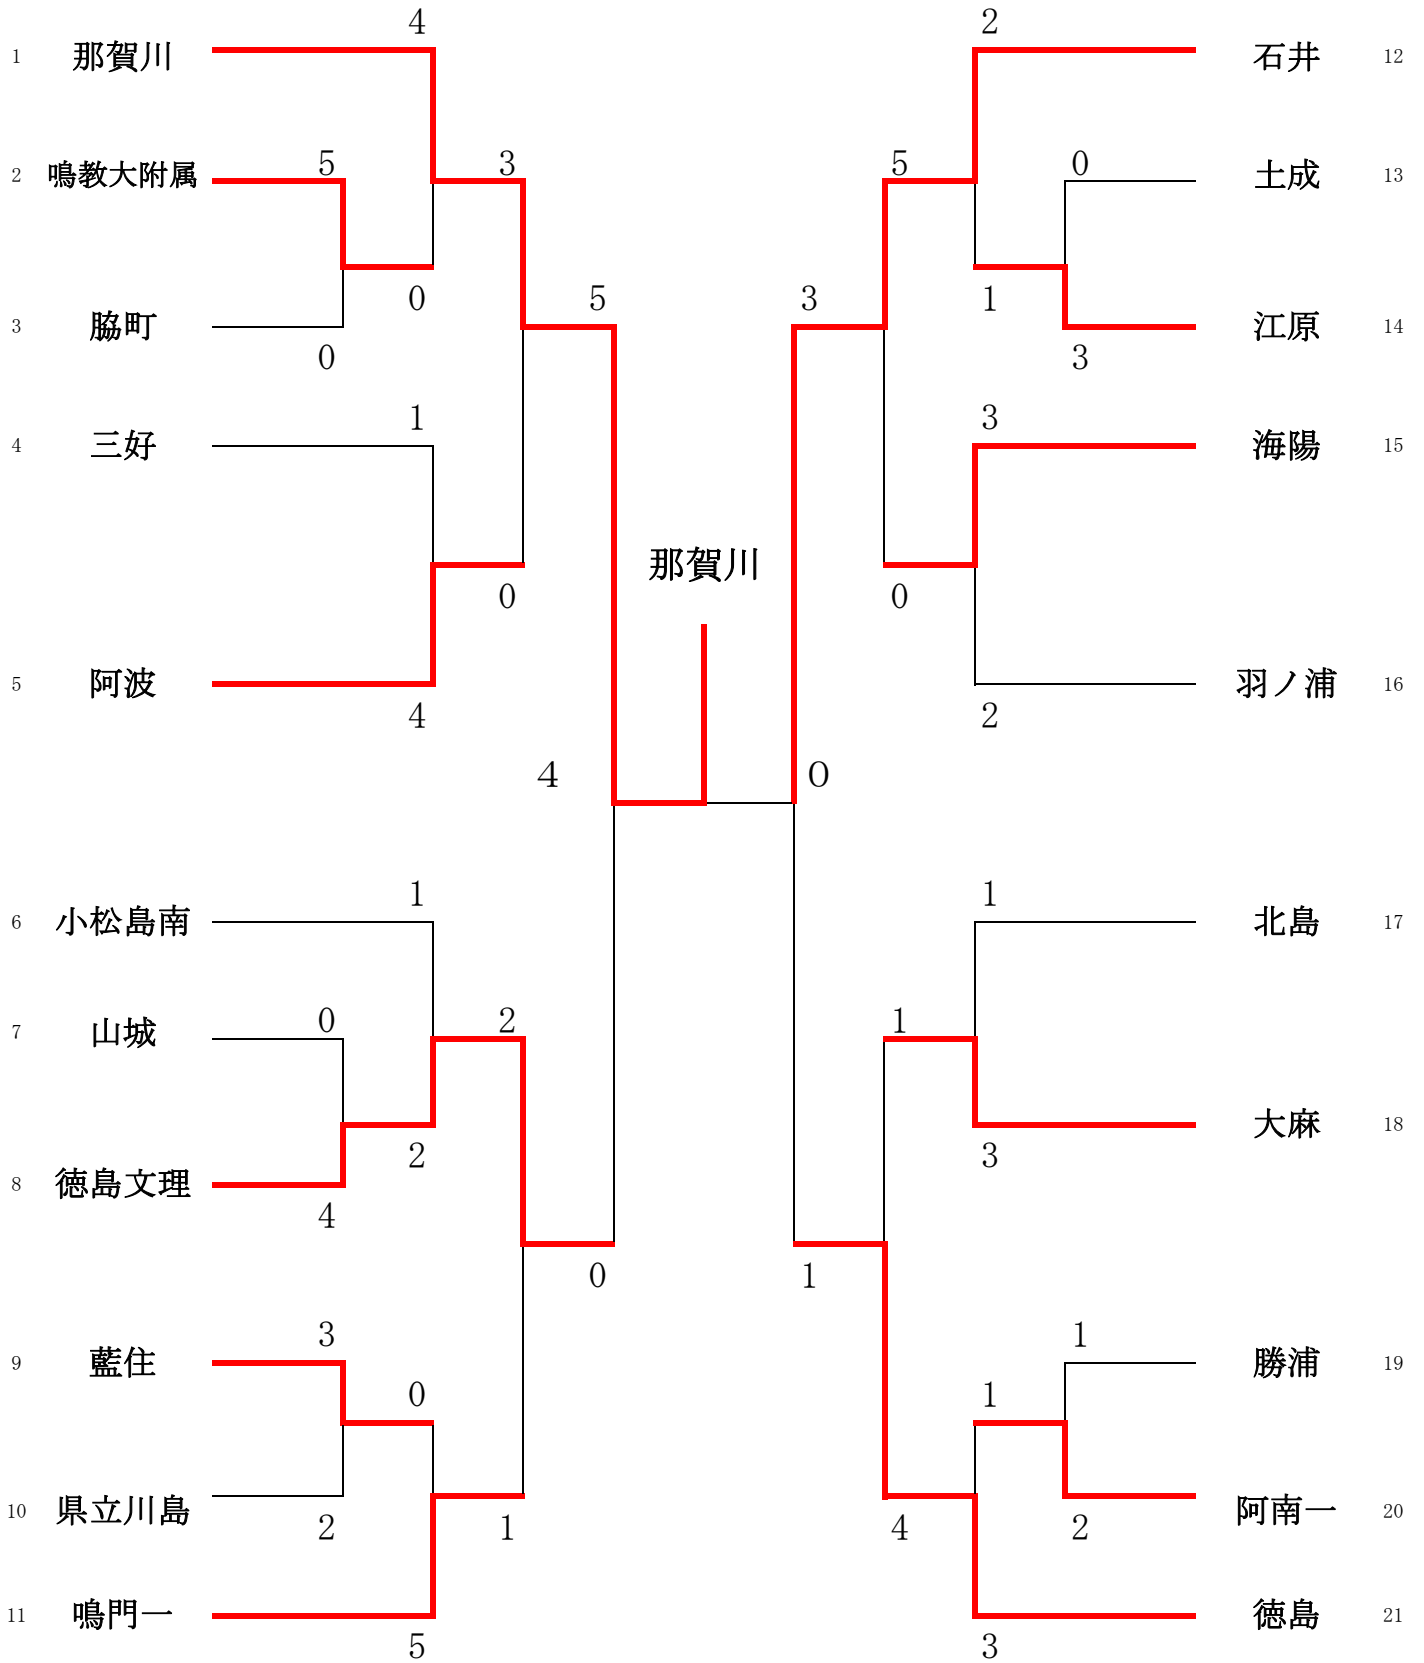 4 2
1 那賀川 石井 12
5 3 5 0
2 鳴教大附属 土成 13
0 5 3 1
3 脇町 江原 14
0 3
1 3
4 三好 海陽 15
那賀川
0 0
5 阿波 羽ノ浦 16
4 2
4 0
1 1
6 小松島南 北島 17
0 2 1
7 山城
大麻 18
2 3
8 徳島文理
4
0 1
3 1
9 藍住 勝浦 19
0 1
10 県立川島 阿南一 20
2 1 4 2
11 鳴門一 徳島 21
5 3